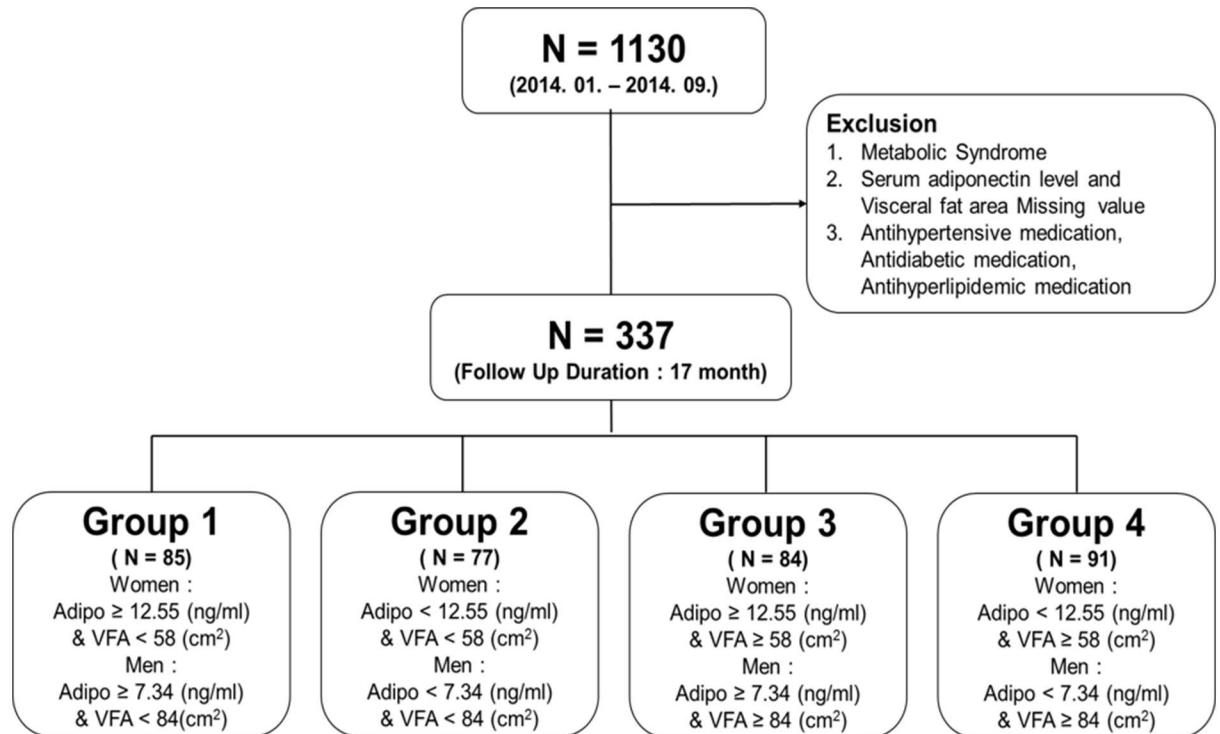 N = 1130
(2014. 01. – 2014. 09.)
Exclusion
1. Metabolic Syndrome
2. Serum adiponectin level and
Visceral fat area Missing value
3. Antihypertensive medication,
Antidiabetic medication,
Antihyperlipidemic medication
N = 337
(Follow Up Duration : 17 month)
Group 1
( N = 85)
Women :
Adipo ≥ 12.55 (ng/ml)
& VFA < 58 (cm²)
Men :
Adipo ≥ 7.34 (ng/ml)
& VFA < 84(cm²)
Group 2
( N = 77)
Women :
Adipo < 12.55 (ng/ml)
& VFA < 58 (cm²)
Men :
Adipo < 7.34 (ng/ml)
& VFA < 84 (cm²)
Group 3
( N = 84)
Women :
Adipo ≥ 12.55 (ng/ml)
& VFA ≥ 58 (cm²)
Men :
Adipo ≥ 7.34 (ng/ml)
& VFA ≥ 84 (cm²)
Group 4
( N = 91)
Women :
Adipo < 12.55 (ng/ml)
& VFA ≥ 58 (cm²)
Men :
Adipo < 7.34 (ng/ml)
& VFA ≥ 84 (cm²)